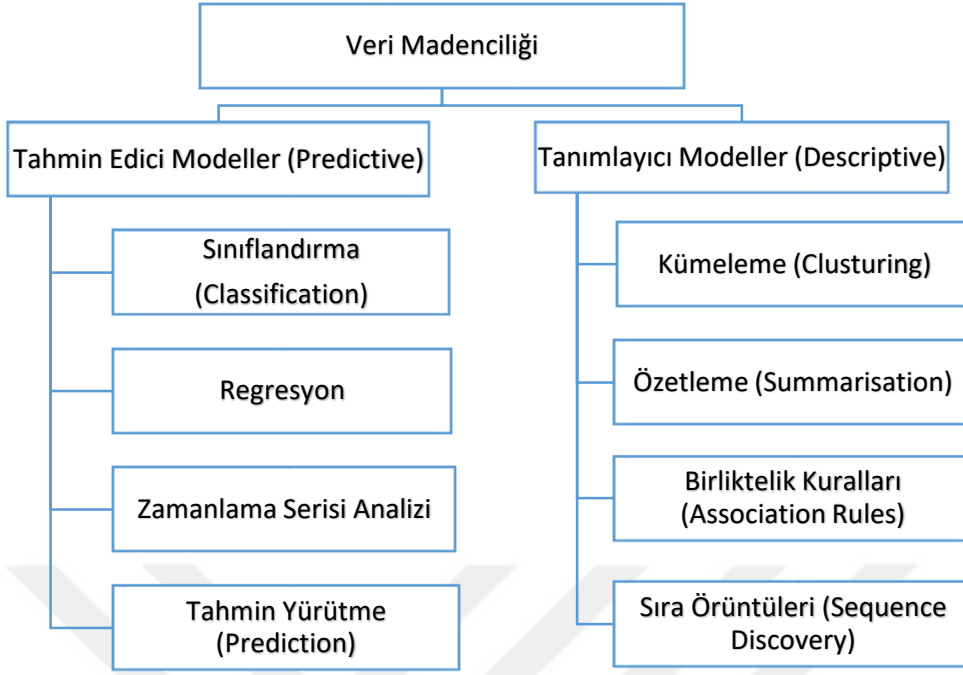 Veri Madenciliği
Tahmin Edici Modeller (Predictive)
Sınıflandırma
(Classification)
Regresyon
Zamanlama Serisi Analizi
Tahmin Yürütme
(Prediction)
Tanımlayıcı Modeller (Descriptive)
Kümeleme (Clusturing)
Özetleme (Summarisation)
Birliktelik Kuralları
(Association Rules)
Sıra Örüntüleri (Sequence
Discovery)